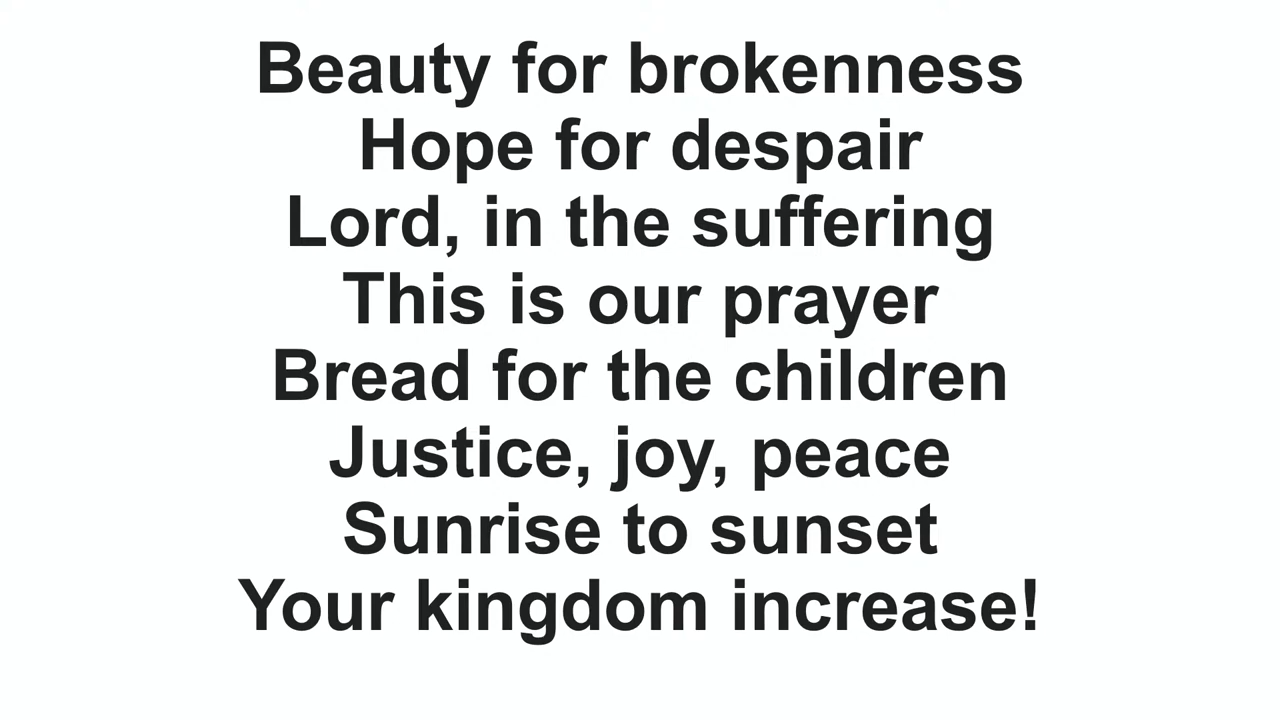 Beauty for brokenness
Hope for despair
Lord, in the suffering
This is our prayer
Bread for the children
Justice, joy, peace
Sunrise to sunset
Your kingdom increase!